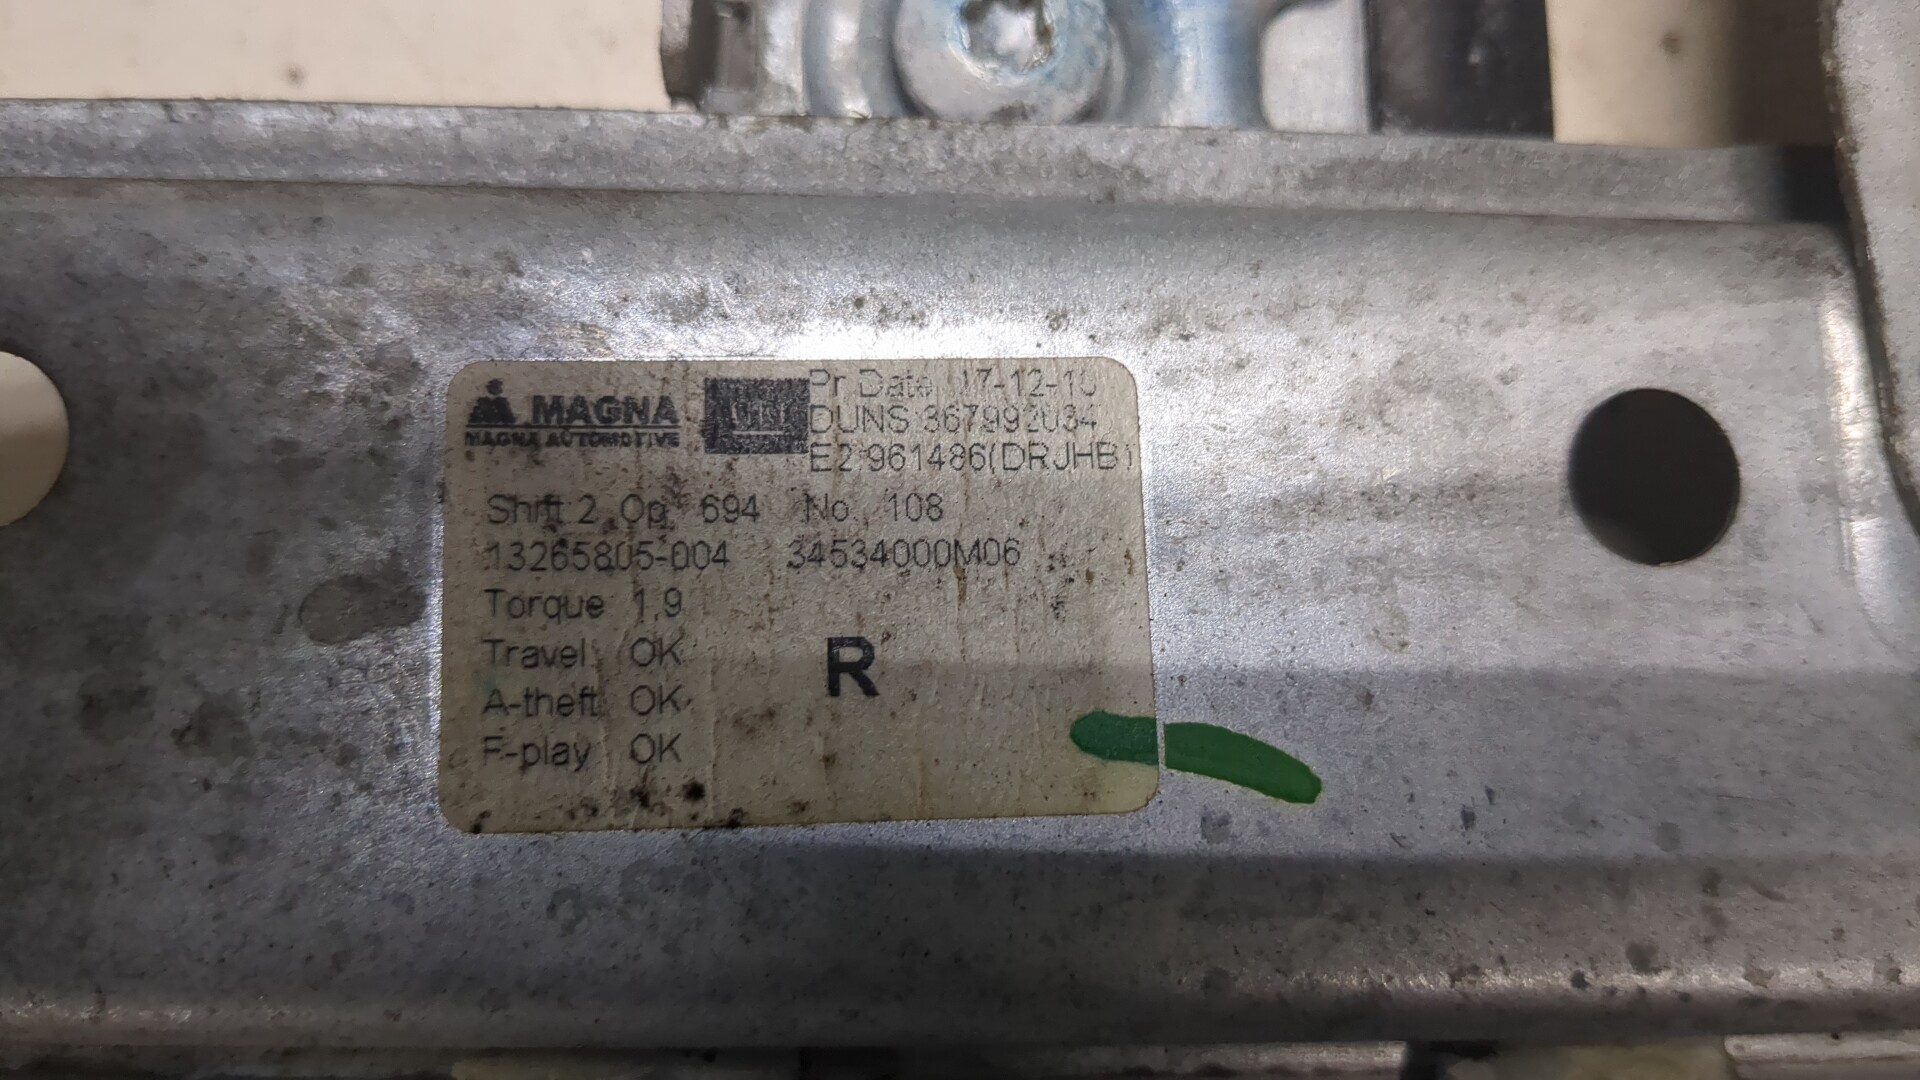 MAGNA
MAGNA AUTOMOTIVE
GM
Pr Date 17-12-10
DUNS 367992034
E2 961486(DRJHB)
Shift 2 Op 694 No 108
13265805-004 34534000M06
Torque 1,9
Travel OK
A-theft OK
F-play OK
R